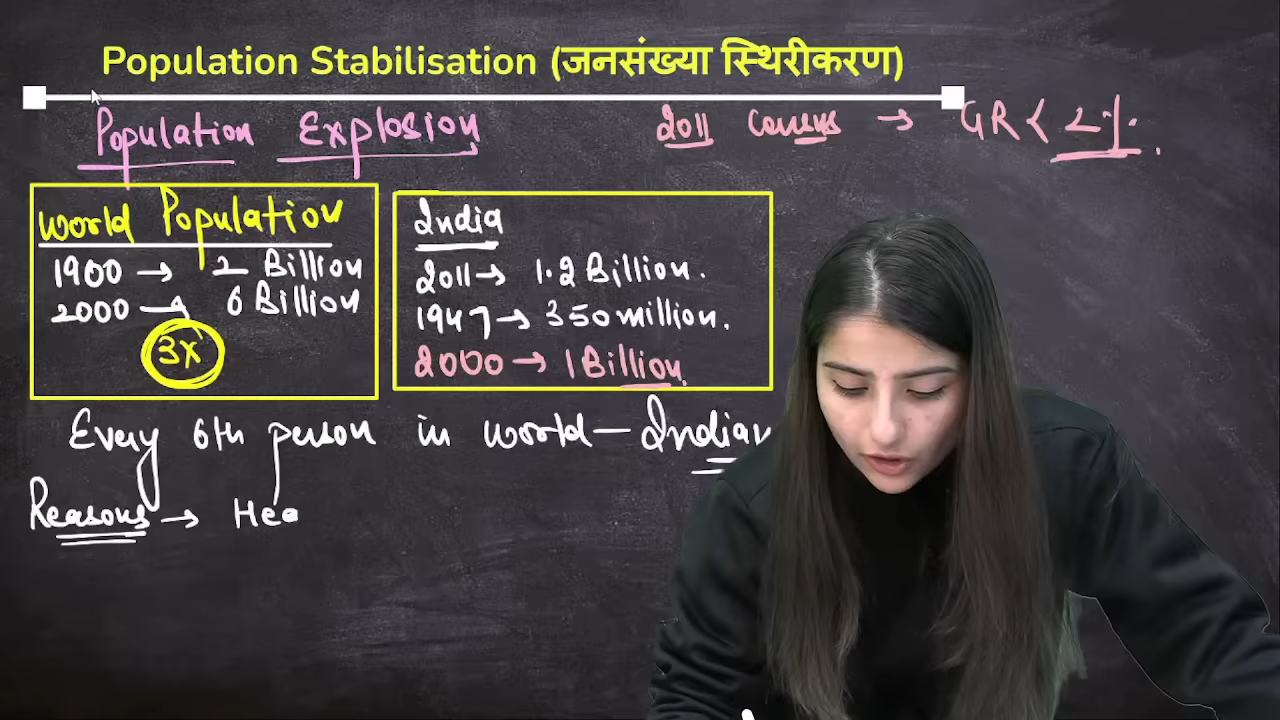 Population Stabilisation (जनसंख्या स्थिरीकरण)
Population Explosion
2011 Census → GR < 2%.
World Population
1900 → 2 Billion
2000 → 6 Billion
3x
India
2011 → 1.2 Billion.
1947 → 350 million.
2000 → 1 Billion.
Every 6th person in world – Indian
Reasons → Hea